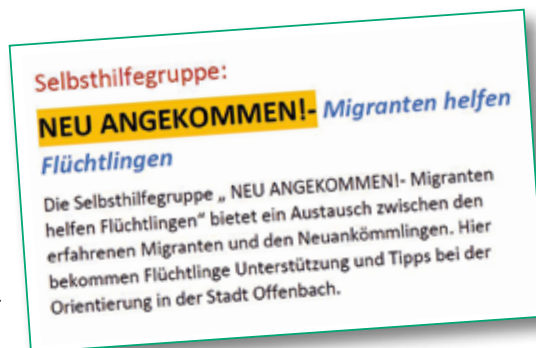 Selbsthilfegruppe:
NEU ANGEKOMMEN!- Migranten helfen
Flüchtlingen
Die Selbsthilfegruppe „ NEU ANGEKOMMEN!- Migranten
helfen Flüchtlingen“ bietet ein Austausch zwischen den
erfahrenen Migranten und den Neuankömmlingen. Hier
bekommen Flüchtlinge Unterstützung und Tipps bei der
Orientierung in der Stadt Offenbach.